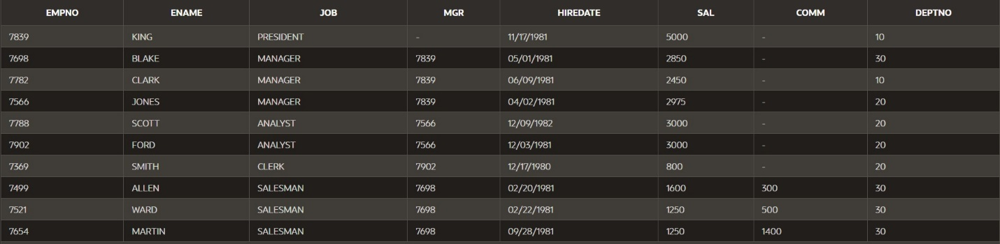 EMPNO ENAME JOB MGR HIREDATE SAL COMM DEPTNO
7839 KING PRESIDENT - 11/17/1981 5000 - 10
7698 BLAKE MANAGER 7839 05/01/1981 2850 - 30
7782 CLARK MANAGER 7839 06/09/1981 2450 - 10
7566 JONES MANAGER 7839 04/02/1981 2975 - 20
7788 SCOTT ANALYST 7566 12/09/1982 3000 - 20
7902 FORD ANALYST 7566 12/03/1981 3000 - 20
7369 SMITH CLERK 7902 12/17/1980 800 - 20
7499 ALLEN SALESMAN 7698 02/20/1981 1600 300 30
7521 WARD SALESMAN 7698 02/22/1981 1250 500 30
7654 MARTIN SALESMAN 7698 09/28/1981 1250 1400 30